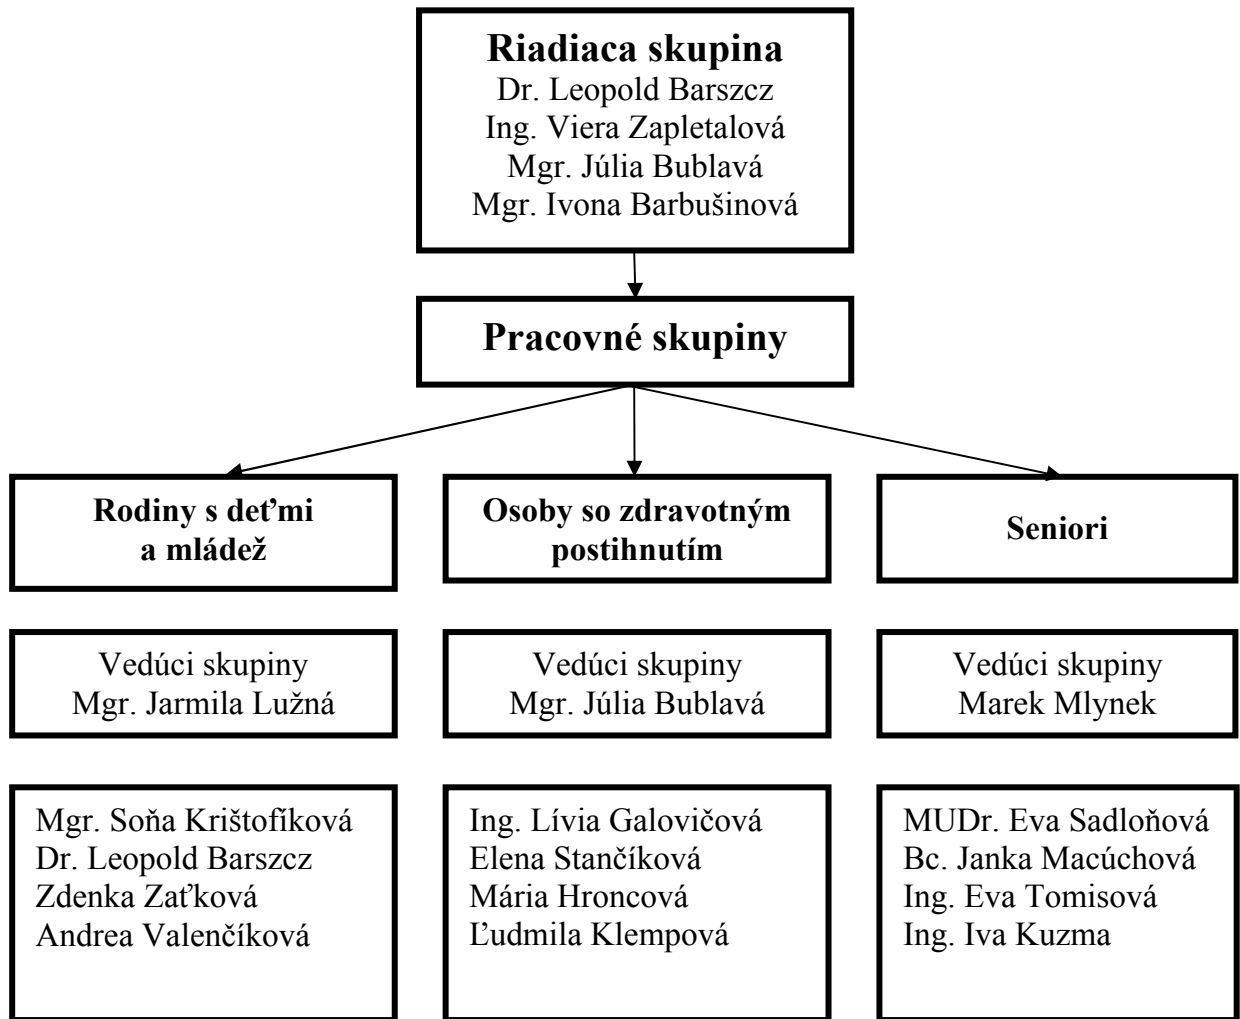 Riadiaca skupina
Dr. Leopold Barszcz
Ing. Viera Zapletalová
Mgr. Júlia Bublavá
Mgr. Ivona Barbušinová
Pracovné skupiny
Rodiny s deťmi
a mládež
Osoby so zdravotným
postihnutím
Seniori
Vedúci skupiny
Mgr. Jarmila Lužná
Vedúci skupiny
Mgr. Júlia Bublavá
Vedúci skupiny
Marek Mlynek
Mgr. Soňa Krištofíková
Dr. Leopold Barszcz
Zdenka Zaťková
Andrea Valenčíková
Ing. Lívia Galovičová
Elena Stančíková
Mária Hroncová
Ľudmila Klempová
MUDr. Eva Sadloňová
Bc. Janka Macúchová
Ing. Eva Tomisová
Ing. Iva Kuzma